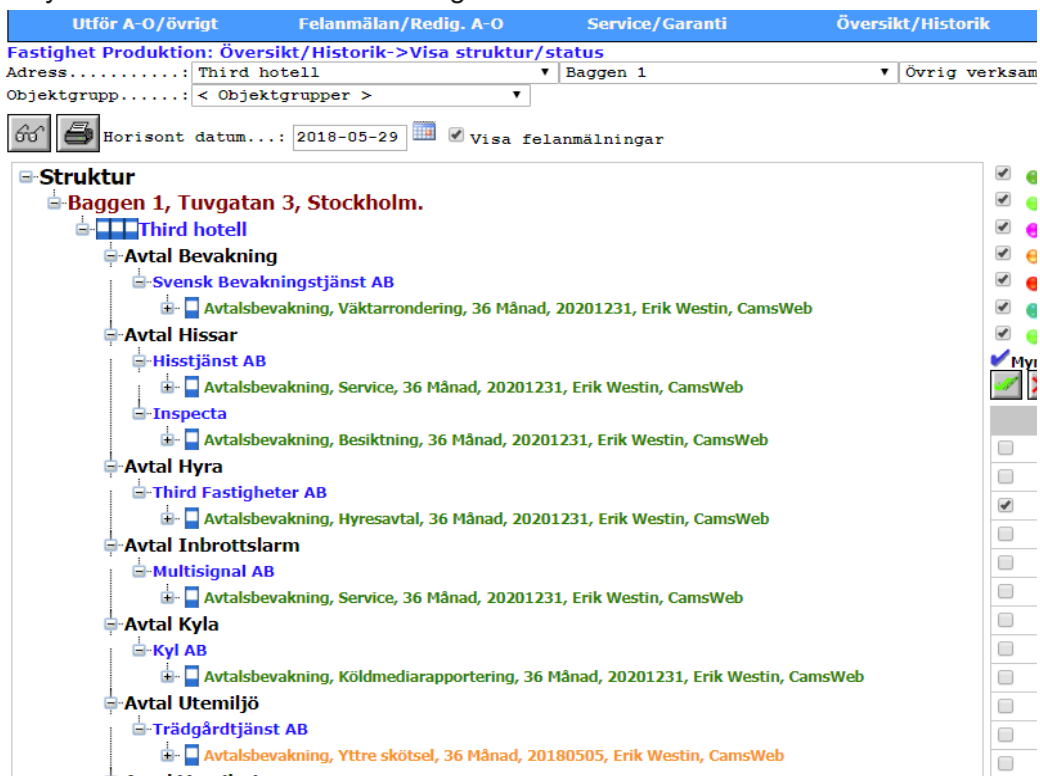 Utför A-O/övrigt Felanmälan/Redig. A-O Service/Garanti Översikt/Historik
Fastighet Produktion: Översikt/Historik->Visa struktur/status
Adress...........: Third hotell Baggen 1 Övrig verksam
Objektgrupp......: < Objektgrupper >
Horisont datum...: 2018-05-29 Visa felanmälningar
Struktur
Baggen 1, Tuvgatan 3, Stockholm.
Third hotell
Avtal Bevakning
Svensk Bevakningstjänst AB
Avtalsbevakning, Väktarrondering, 36 Månad, 20201231, Erik Westin, CamsWeb
Avtal Hissar
Hisstjänst AB
Avtalsbevakning, Service, 36 Månad, 20201231, Erik Westin, CamsWeb
Inspecta
Avtalsbevakning, Besiktning, 36 Månad, 20201231, Erik Westin, CamsWeb
Avtal Hyra
Third Fastigheter AB
Avtalsbevakning, Hyresavtal, 36 Månad, 20201231, Erik Westin, CamsWeb
Avtal Inbrottslarm
Multisignal AB
Avtalsbevakning, Service, 36 Månad, 20201231, Erik Westin, CamsWeb
Avtal Kyla
Kyl AB
Avtalsbevakning, Köldmediarapportering, 36 Månad, 20201231, Erik Westin, CamsWeb
Avtal Utemiljö
Trädgårdtjänst AB
Avtalsbevakning, Yttre skötsel, 36 Månad, 20180505, Erik Westin, CamsWeb